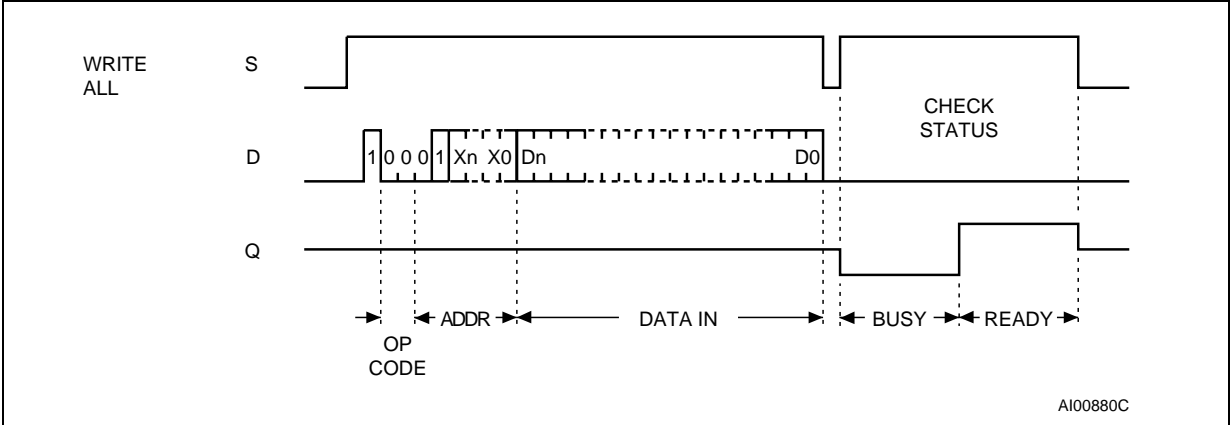 WRITE
ALL
S
CHECK
STATUS
D
1 0 0 0 1 Xn X0 Dn D0
Q
ADDR DATA IN BUSY READY
OP
CODE
AI00880C